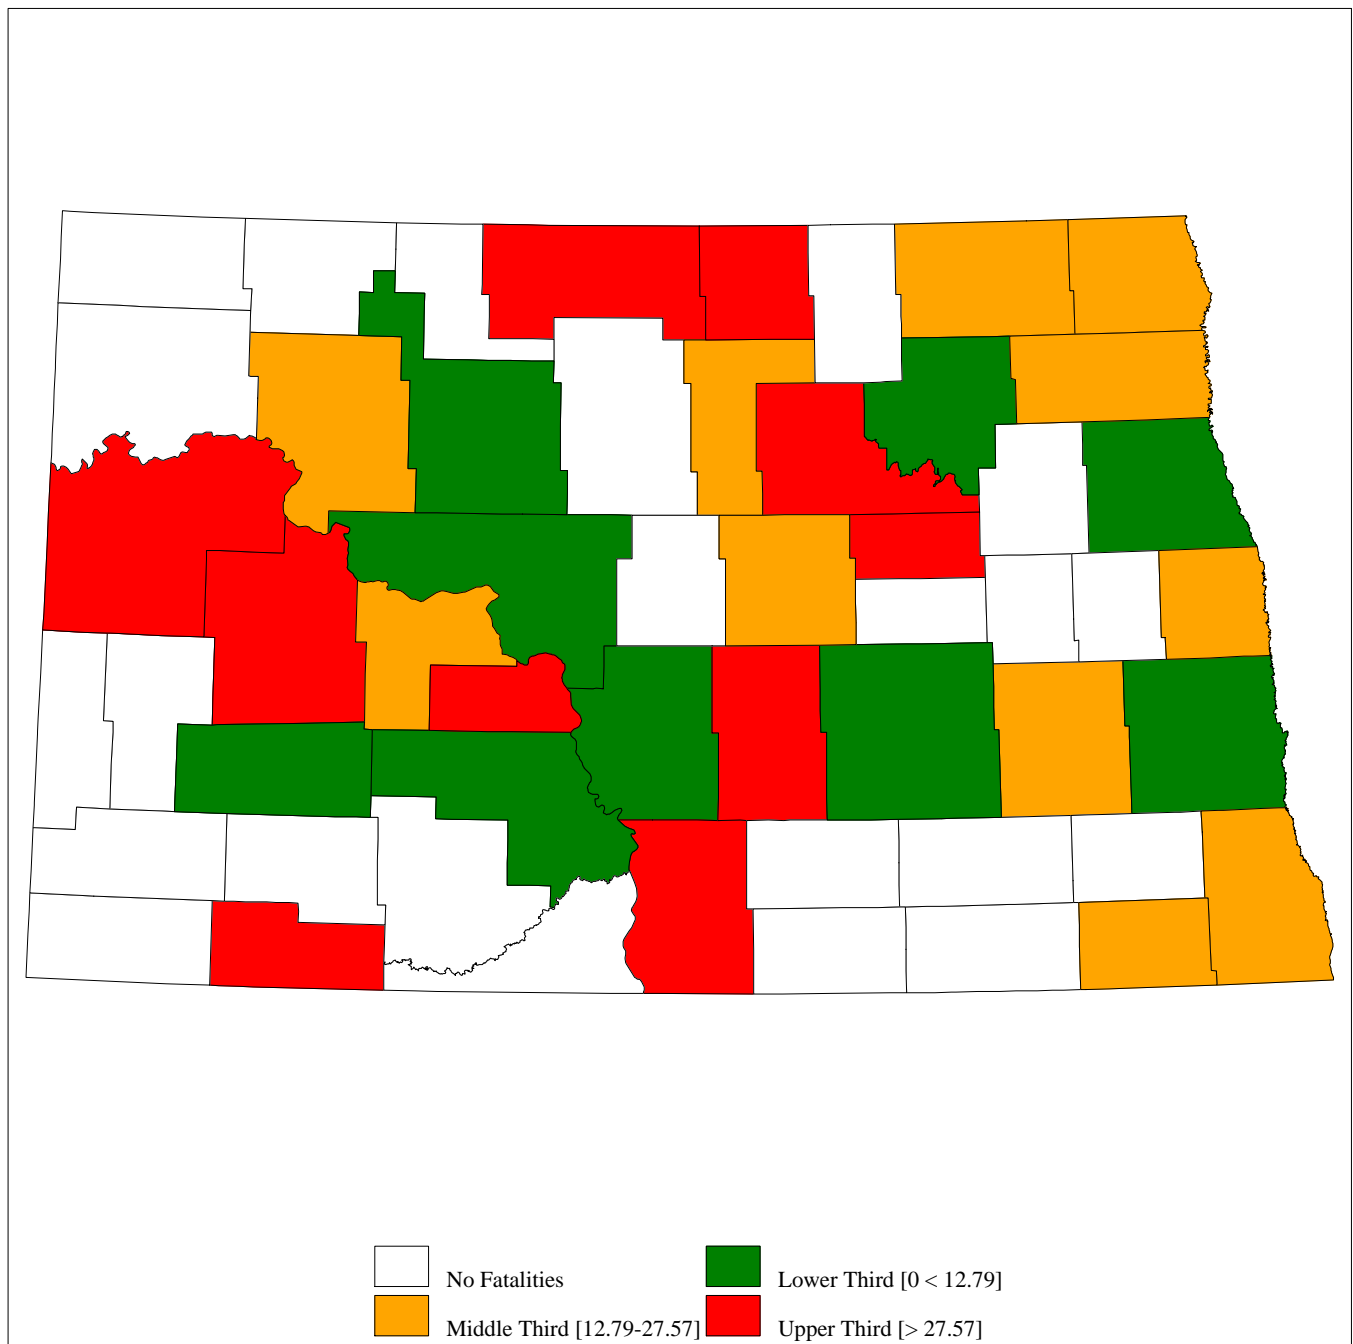 No Fatalities
Lower Third [0 < 12.79]
Middle Third [12.79-27.57]
Upper Third [> 27.57]